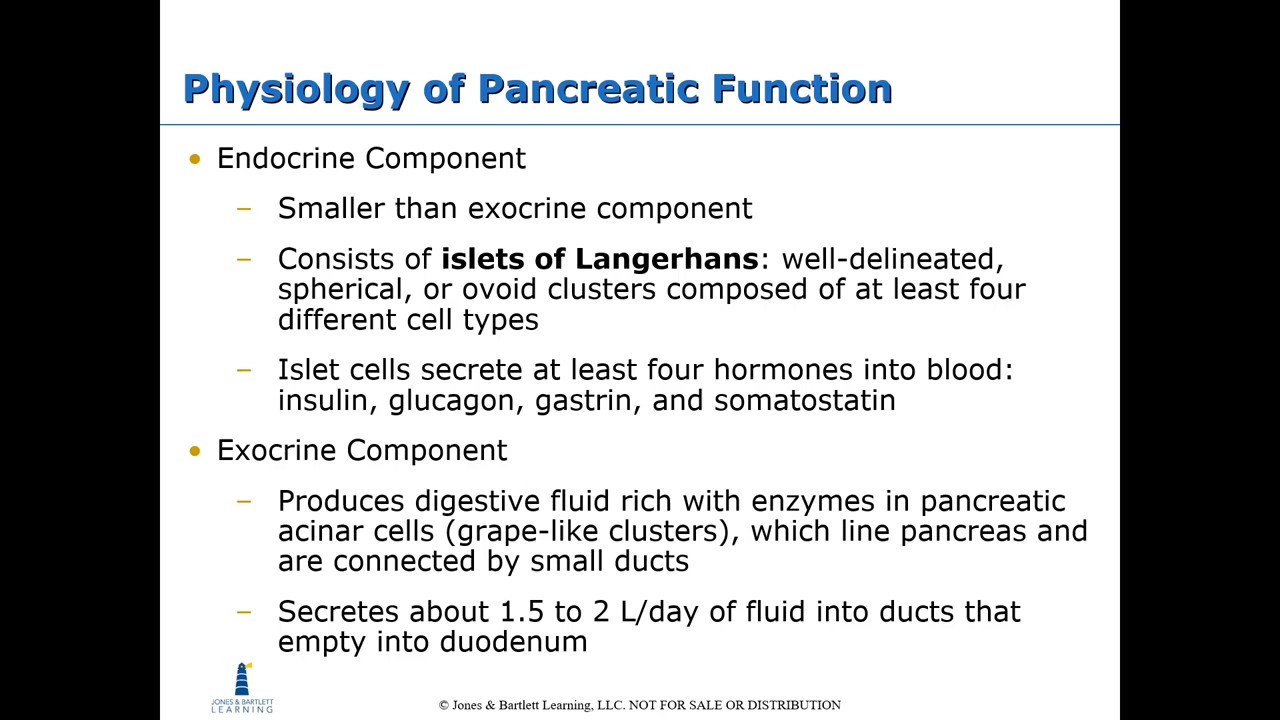 Physiology of Pancreatic Function
• Endocrine Component
– Smaller than exocrine component
– Consists of islets of Langerhans: well-delineated,
spherical, or ovoid clusters composed of at least four
different cell types
– Islet cells secrete at least four hormones into blood:
insulin, glucagon, gastrin, and somatostatin
• Exocrine Component
– Produces digestive fluid rich with enzymes in pancreatic
acinar cells (grape-like clusters), which line pancreas and
are connected by small ducts
– Secretes about 1.5 to 2 L/day of fluid into ducts that
empty into duodenum
JONES & BARTLETT
LEARNING
© Jones & Bartlett Learning, LLC. NOT FOR SALE OR DISTRIBUTION